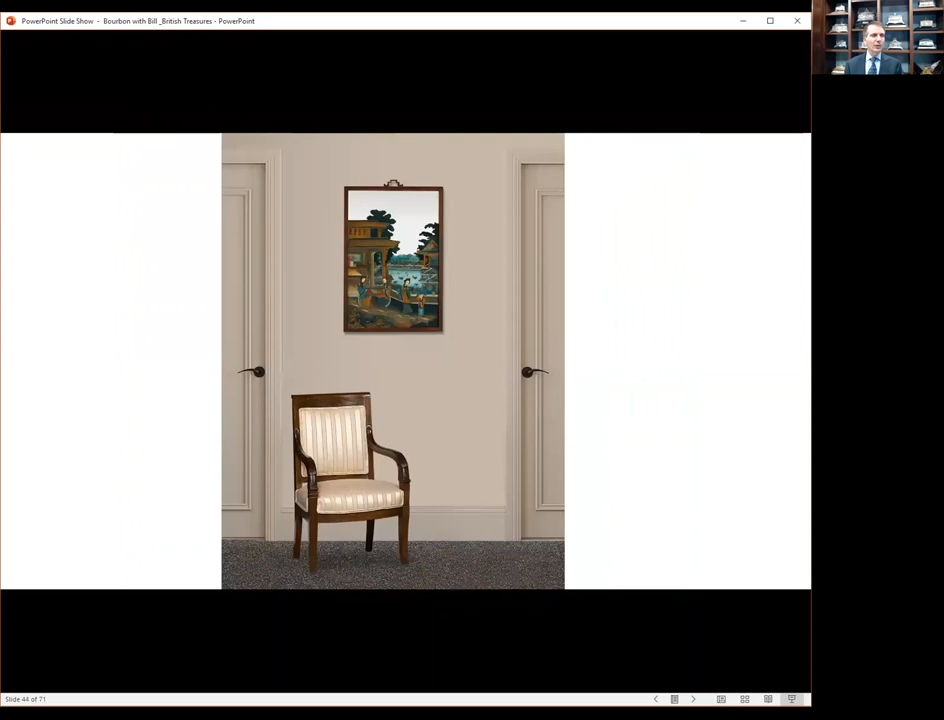 PowerPoint Slide Show - Bourbon with Bill _British Treasures - PowerPoint
Slide 44 of 71